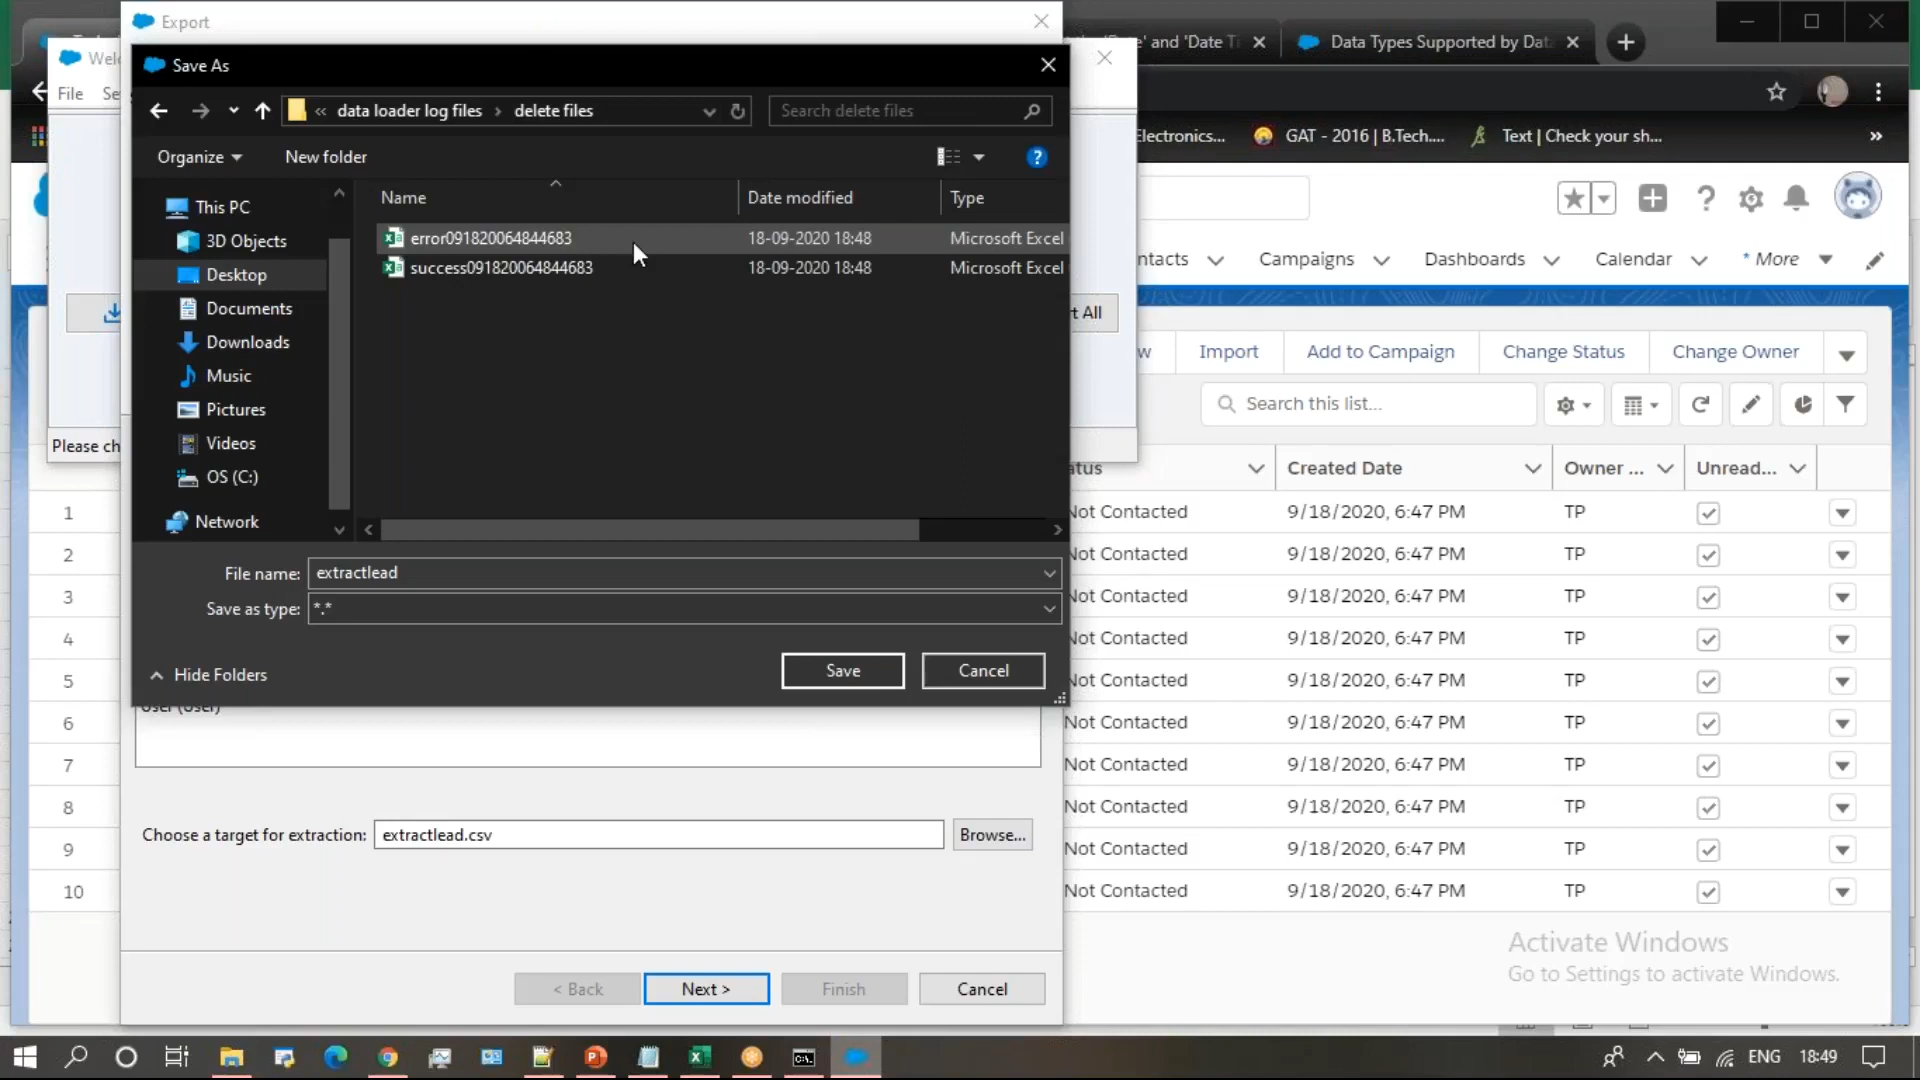 Export
' and 'Date Ti
Data Types Supported by Data
Save As
File
data loader log files
delete files
Search delete files
Electronics...
GAT - 2016 | B.Tech....
Text | Check your sh...
»
Organize
New folder
Name
Date modified
Type
This PC
3D Objects
Desktop
Documents
Downloads
Music
Pictures
Videos
OS (C:)
Network
error091820064844683
18-09-2020 18:48
Microsoft Excel
success091820064844683
18-09-2020 18:48
Microsoft Excel
ntacts
Campaigns
Dashboards
Calendar
* More
t All
w
Import
Add to Campaign
Change Status
Change Owner
Search this list...
Please ch
File name:
extractlead
Save as type:
*.*
Hide Folders
Save
Cancel
User (User)
Choose a target for extraction:
extractlead.csv
Browse...
< Back
Next >
Finish
Cancel
atus
Created Date
Owner ...
Unread...
1
Not Contacted
9/18/2020, 6:47 PM
TP
2
Not Contacted
9/18/2020, 6:47 PM
TP
3
Not Contacted
9/18/2020, 6:47 PM
TP
4
Not Contacted
9/18/2020, 6:47 PM
TP
5
Not Contacted
9/18/2020, 6:47 PM
TP
6
Not Contacted
9/18/2020, 6:47 PM
TP
7
Not Contacted
9/18/2020, 6:47 PM
TP
8
Not Contacted
9/18/2020, 6:47 PM
TP
9
Not Contacted
9/18/2020, 6:47 PM
TP
10
Not Contacted
9/18/2020, 6:47 PM
TP
Activate Windows
Go to Settings to activate Windows.
ENG
18:49